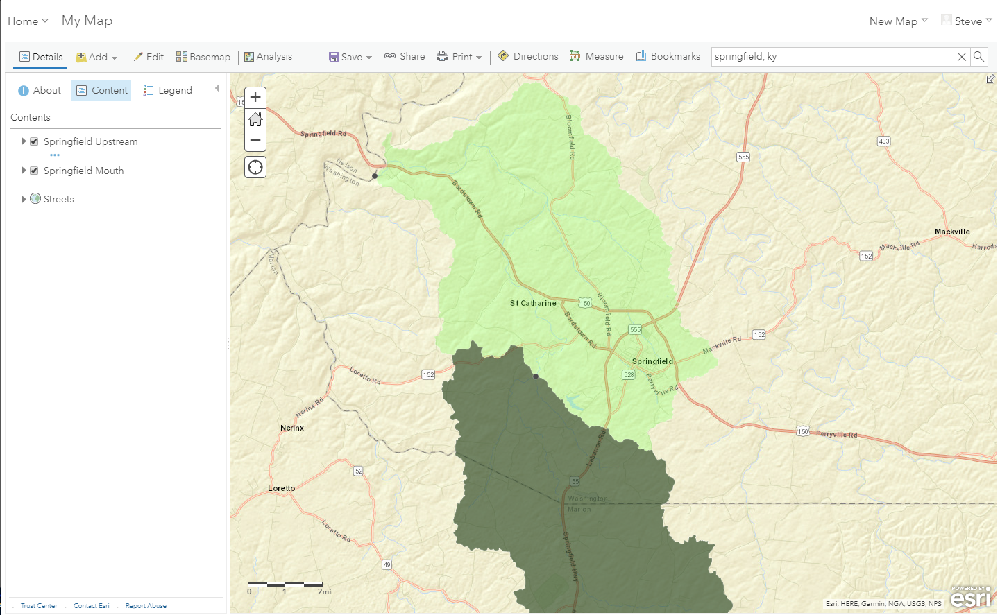 Home My Map New Map Steve
Details Add Edit Basemap Analysis Save Share Print Directions Measure Bookmarks springfield, ky
About Content Legend
Contents
Springfield Upstream
Springfield Mouth
Streets
+
−
Springfield Rd
Bloomfield Rd
433
555
Nelson
Washington
Bardstown Rd
Mackville
Mackville Rd
Harrods
152
Marion
St Catharine
150
Bloomfield Rd
Bardstown Rd
555
152
Mackville Rd
Springfield
528
Perryville Rd
Loretto Rd
152
Nerinx Rd
Nerinx
150
Perryville Rd
Lebanon Rd
52
55
Loretto
Washington
Marion
Loretto Rd
Springfield Hwy
49
0 1 2mi
Trust Center Contact Esri Report Abuse
Esri, HERE, Garmin, NGA, USGS, NPS
POWERED BY
esri